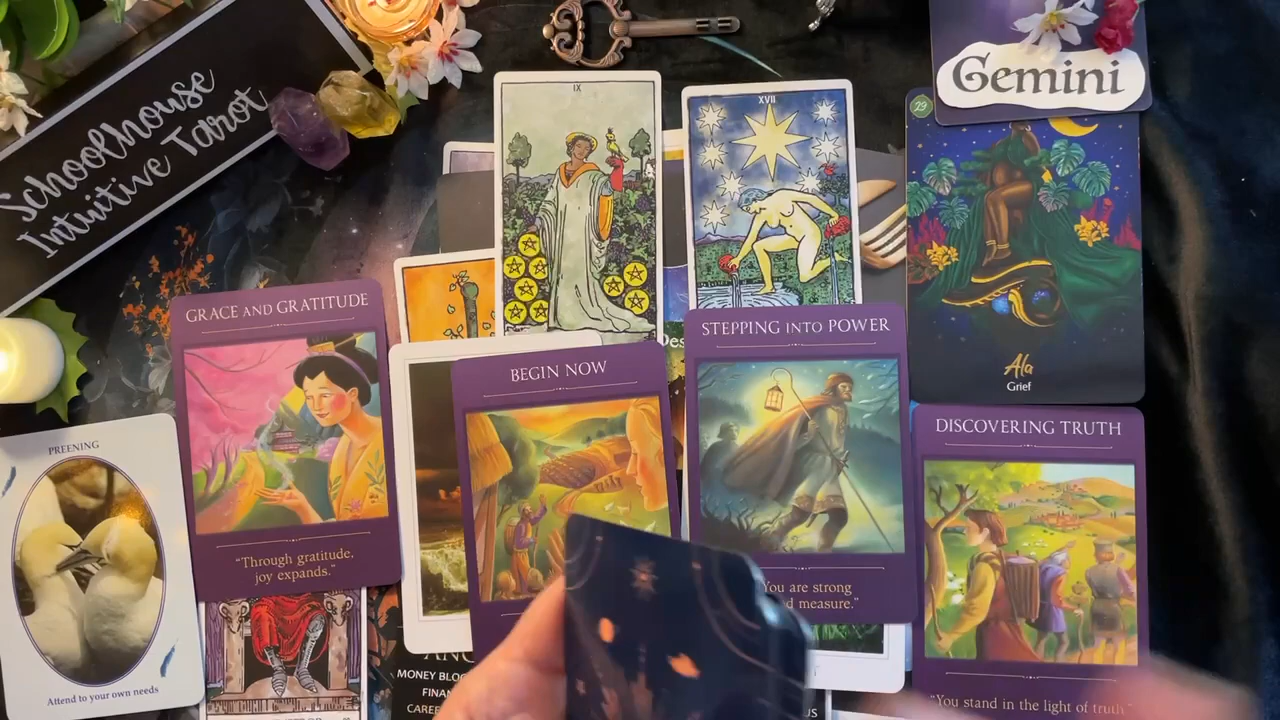 Schoolhouse
Intuitive Tarot
IX
XVII
Gemini
29
Ala
Grief
GRACE AND GRATITUDE
"Through gratitude,
joy expands."
BEGIN NOW
STEPPING INTO POWER
You are strong
measure."
DISCOVERING TRUTH
"You stand in the light of truth."
PREENING
Attend to your own needs
MONEY BLOC
FINAN
CAREE